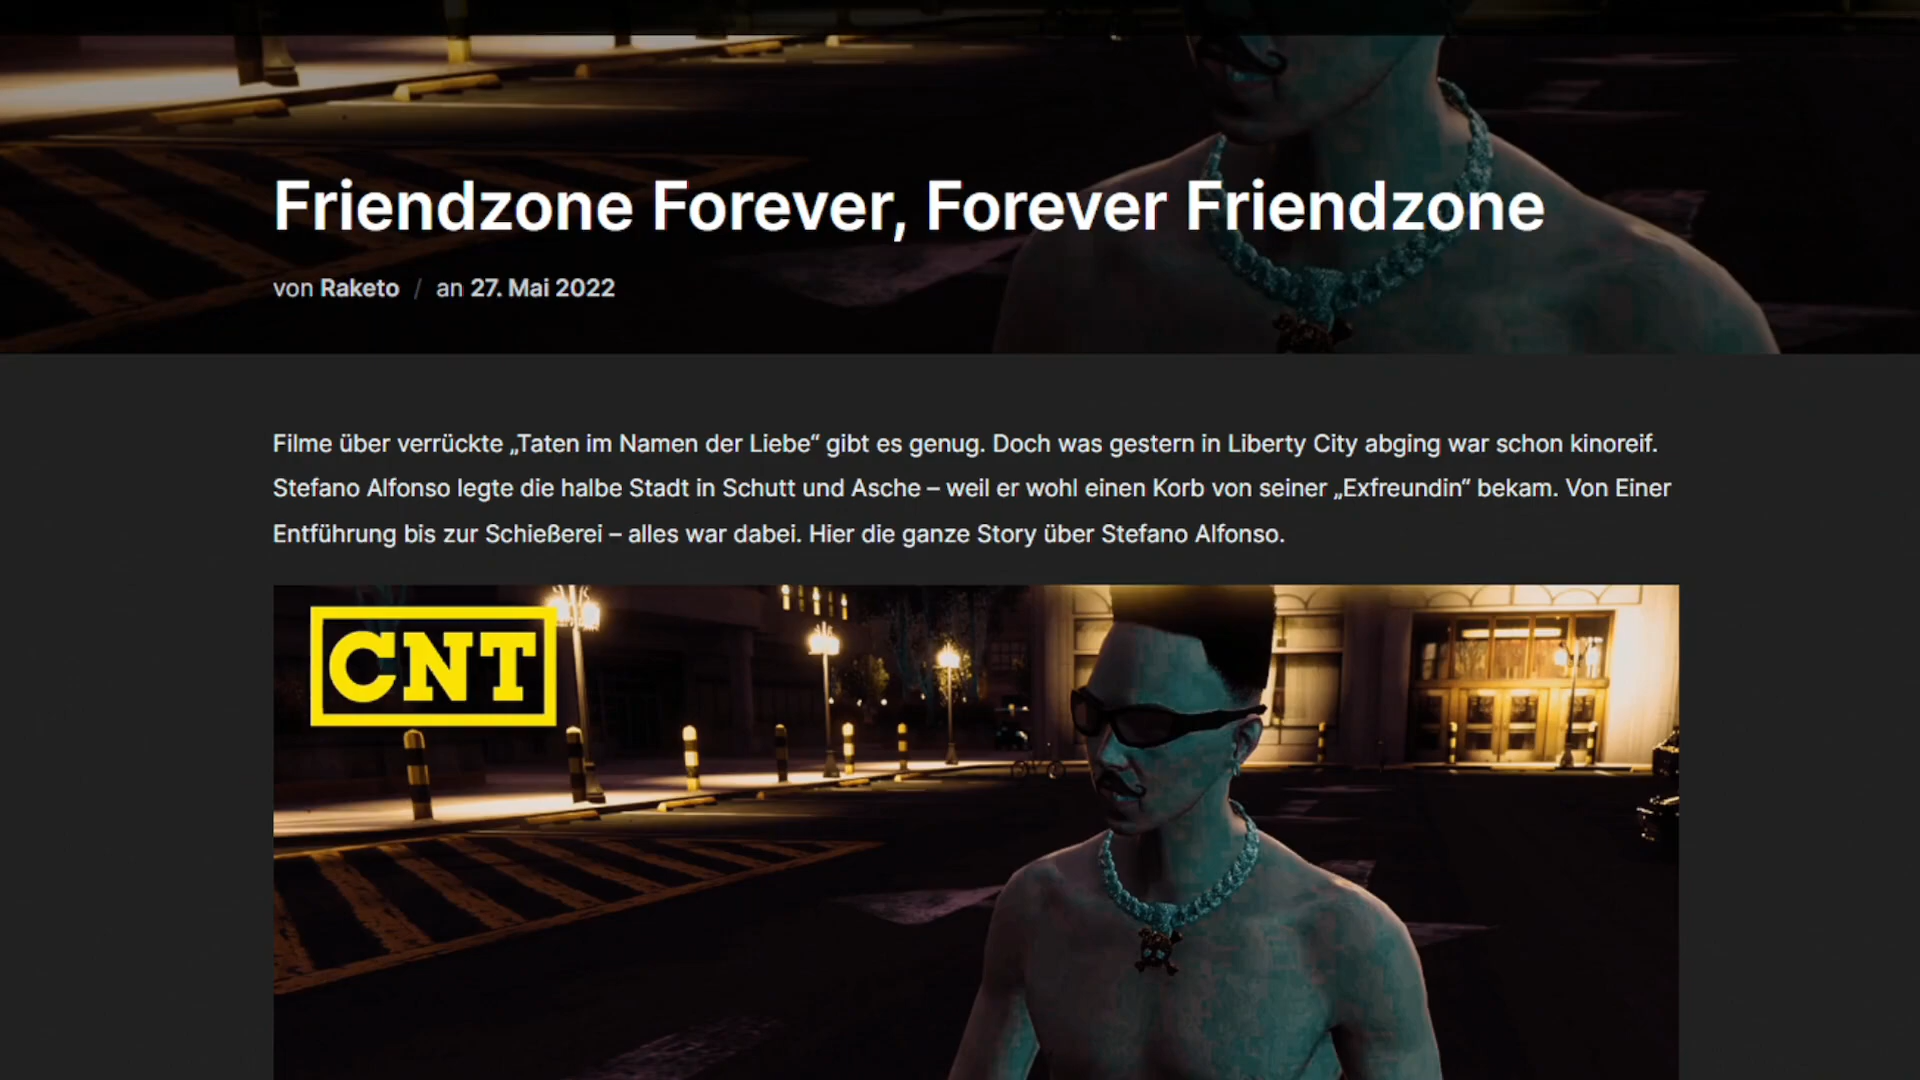 Friendzone Forever, Forever Friendzone
von Raketo / an 27. Mai 2022
Filme über verrückte „Taten im Namen der Liebe“ gibt es genug. Doch was gestern in Liberty City abging war schon kinoreif.
Stefano Alfonso legte die halbe Stadt in Schutt und Asche – weil er wohl einen Korb von seiner „Exfreundin“ bekam. Von Einer
Entführung bis zur Schießerei – alles war dabei. Hier die ganze Story über Stefano Alfonso.
CNT